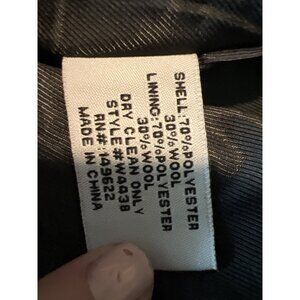 SHELL:70%POLYESTER
30%WOOL
LINING:70%POLYESTER
30%WOOL
DRY CLEAN ONLY
STYLE#W4438
RN#:149622
MADE IN CHINA